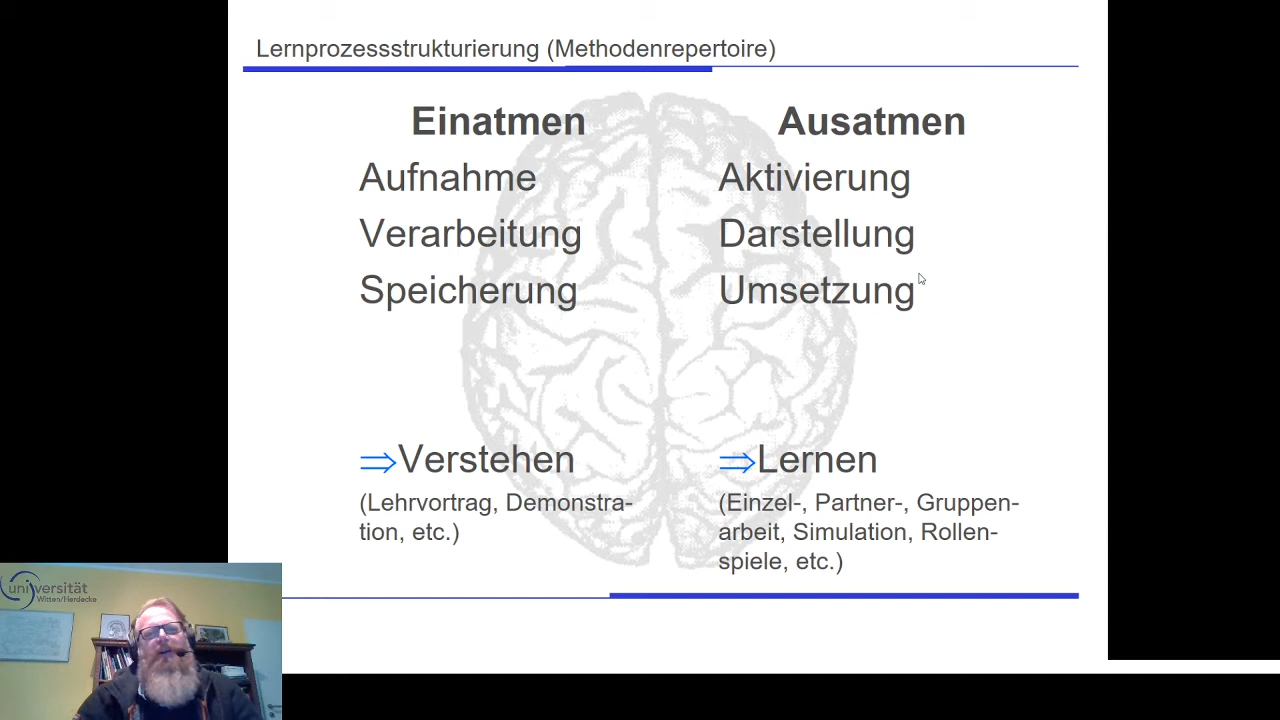 Lernprozessstrukturierung (Methodenrepertoire)
Einatmen
Aufnahme
Verarbeitung
Speicherung
⇒Verstehen
(Lehrvortrag, Demonstra-
tion, etc.)
Ausatmen
Aktivierung
Darstellung
Umsetzung
⇒Lernen
(Einzel-, Partner-, Gruppen-
arbeit, Simulation, Rollen-
spiele, etc.)
universität
Witten/Herdecke